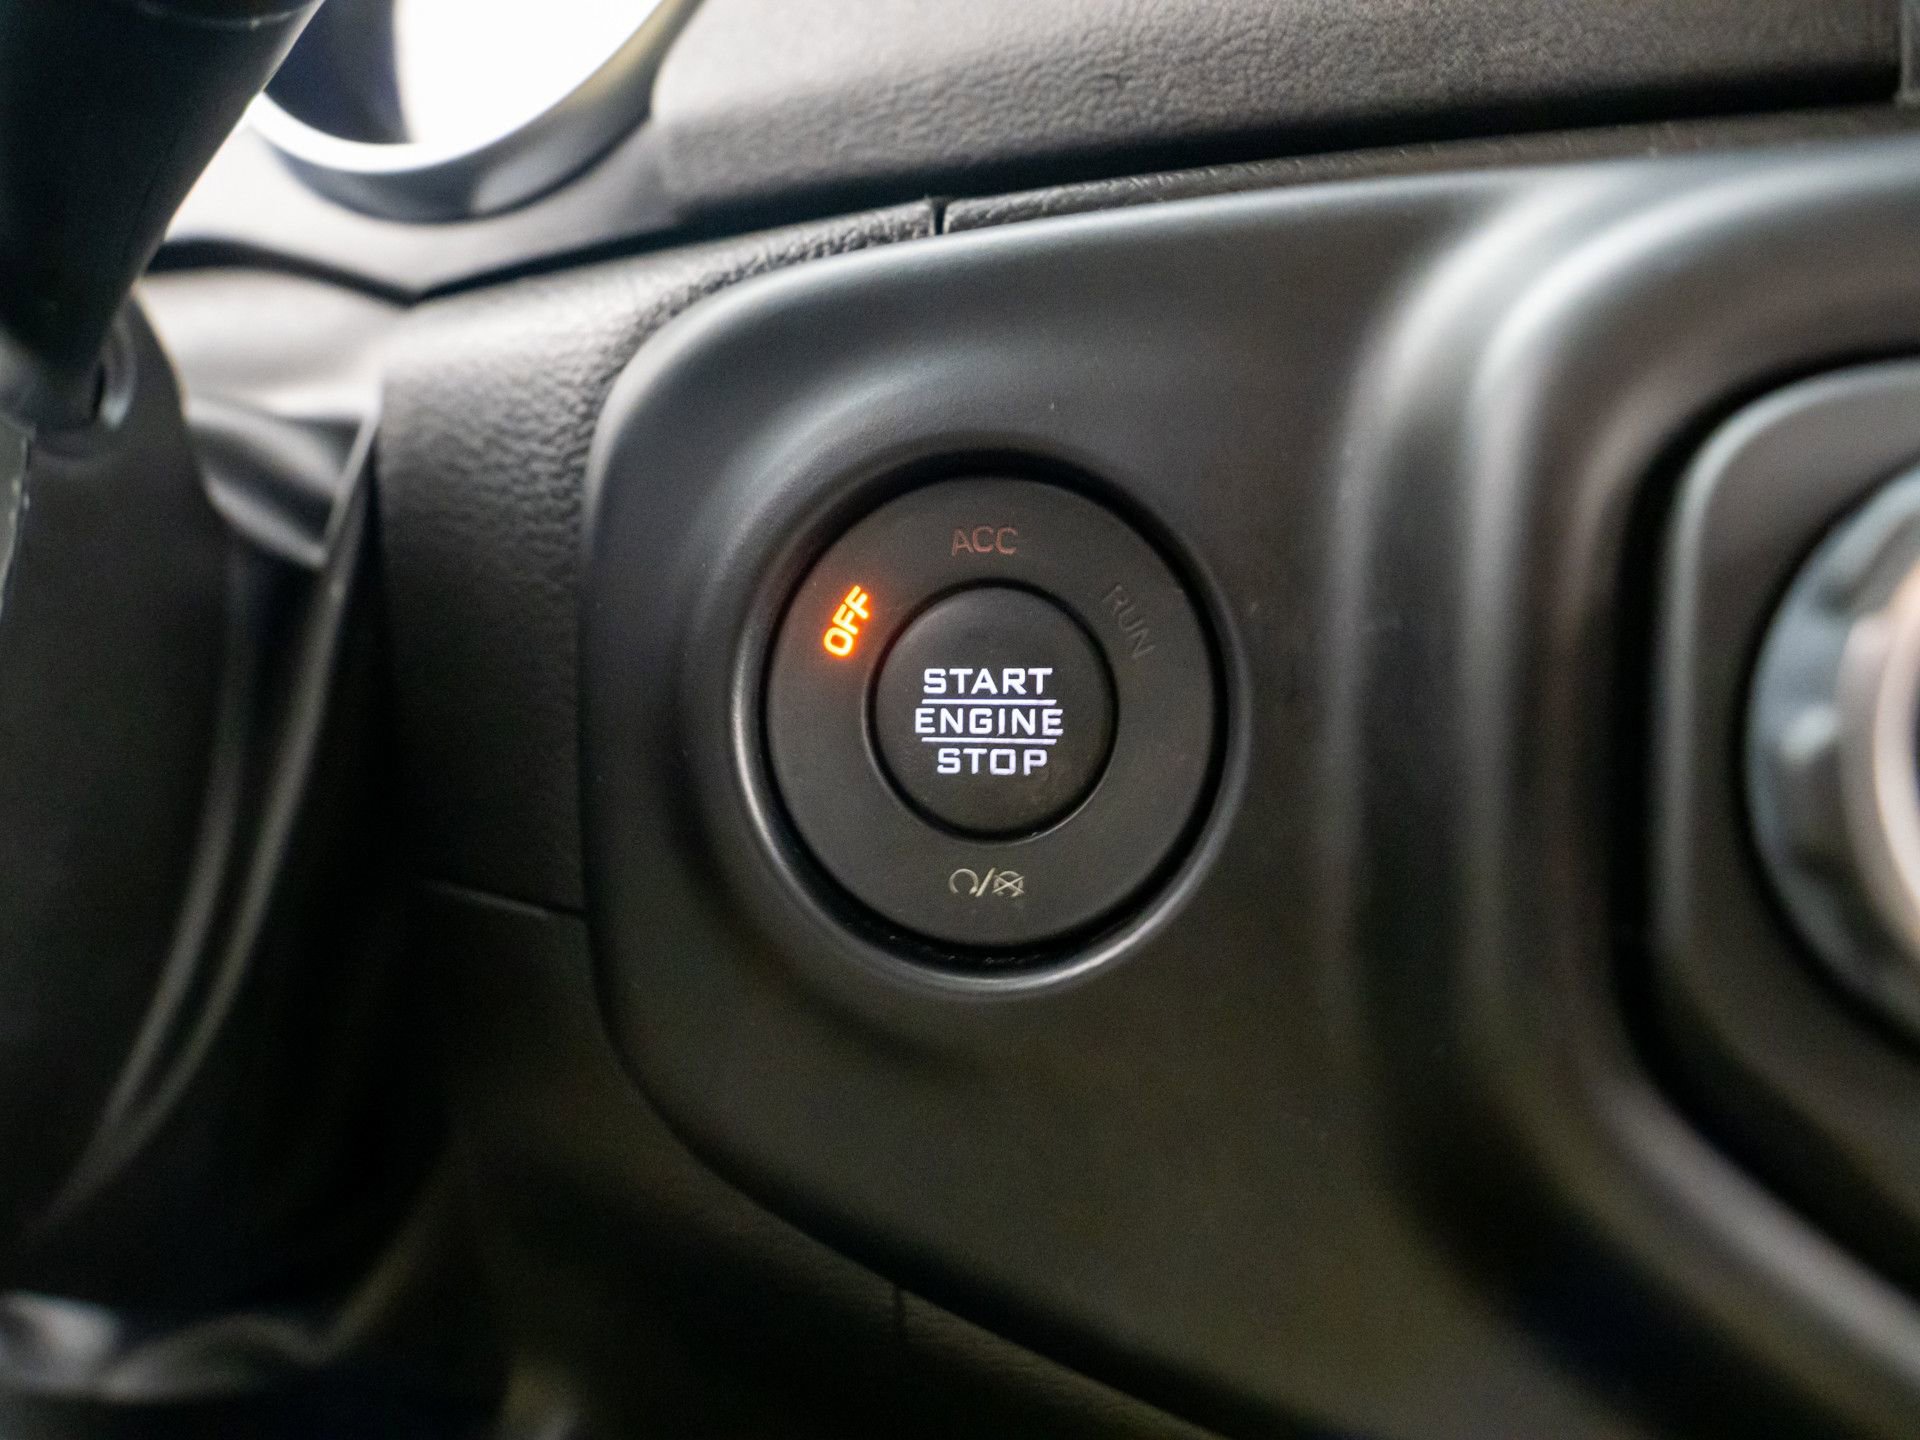 ACC
OFF
RUN
START
ENGINE
STOP